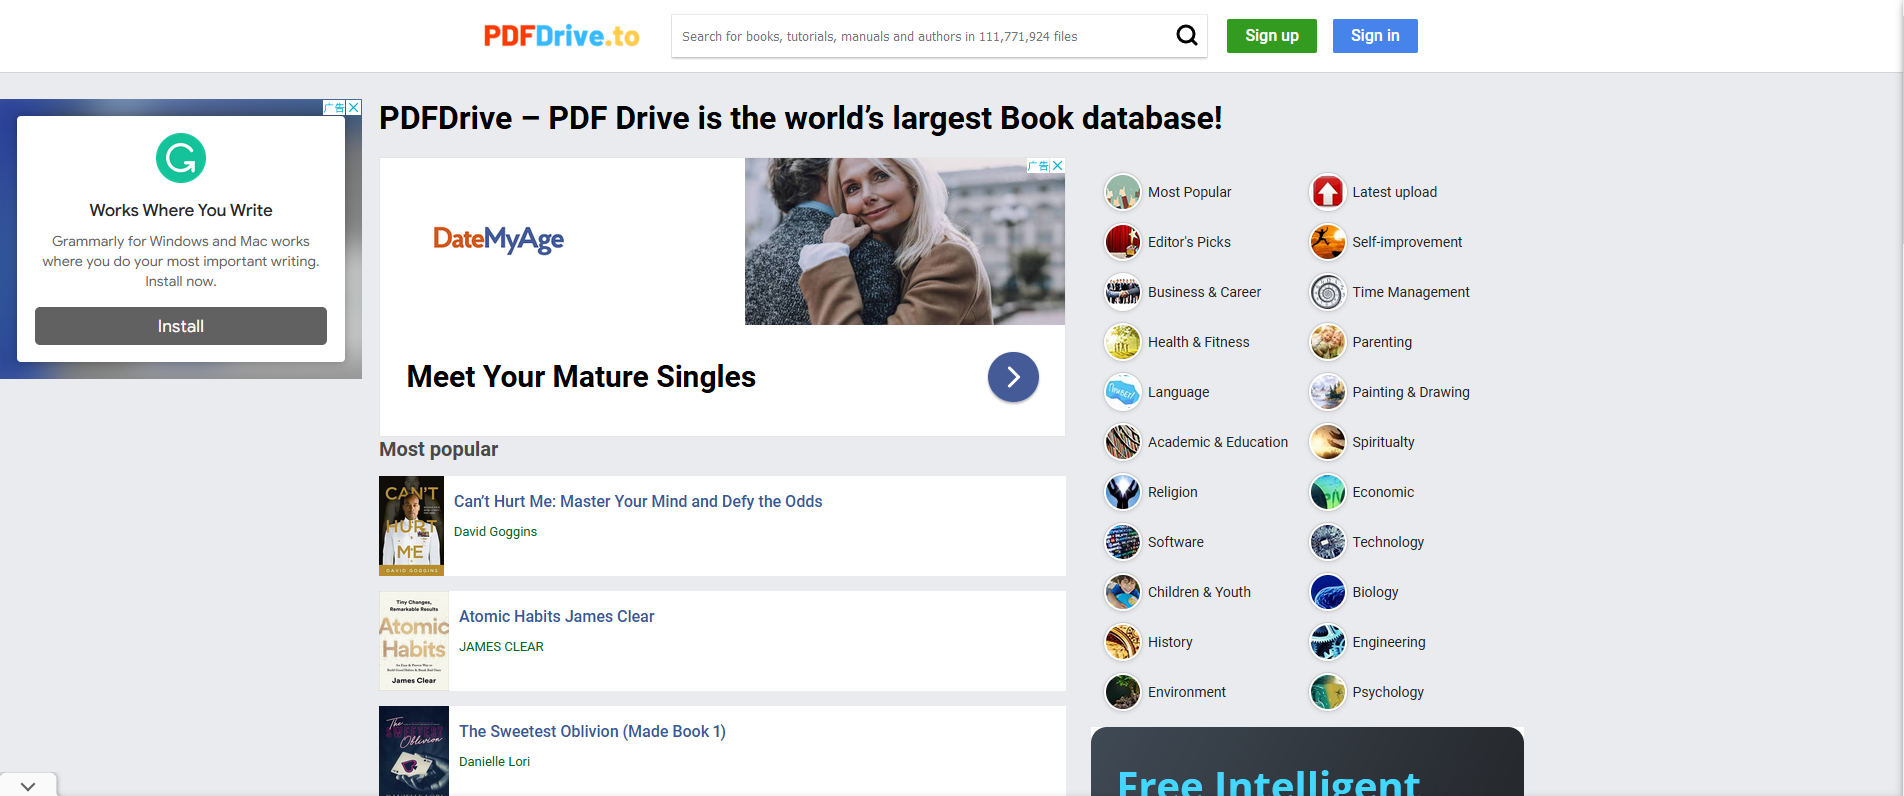 PDFDrive.to
Search for books, tutorials, manuals and authors in 111,771,924 files
Sign up
Sign in
广告
Works Where You Write
Grammarly for Windows and Mac works
where you do your most important writing.
Install now.
Install
PDFDrive – PDF Drive is the world’s largest Book database!
广告
DateMyAge
Meet Your Mature Singles
Most popular
CAN'T
HURT
ME
DAVID GOGGINS
Can’t Hurt Me: Master Your Mind and Defy the Odds
David Goggins
Tiny Changes,
Remarkable Results
Atomic
Habits
James Clear
Atomic Habits James Clear
JAMES CLEAR
The
SWEETEST
Oblivion
The Sweetest Oblivion (Made Book 1)
Danielle Lori
Most Popular
Latest upload
Editor's Picks
Self-improvement
Business & Career
Time Management
Health & Fitness
Parenting
Language
Painting & Drawing
Academic & Education
Spiritualty
Religion
Economic
Software
Technology
Children & Youth
Biology
History
Engineering
Environment
Psychology
Free Intelligent